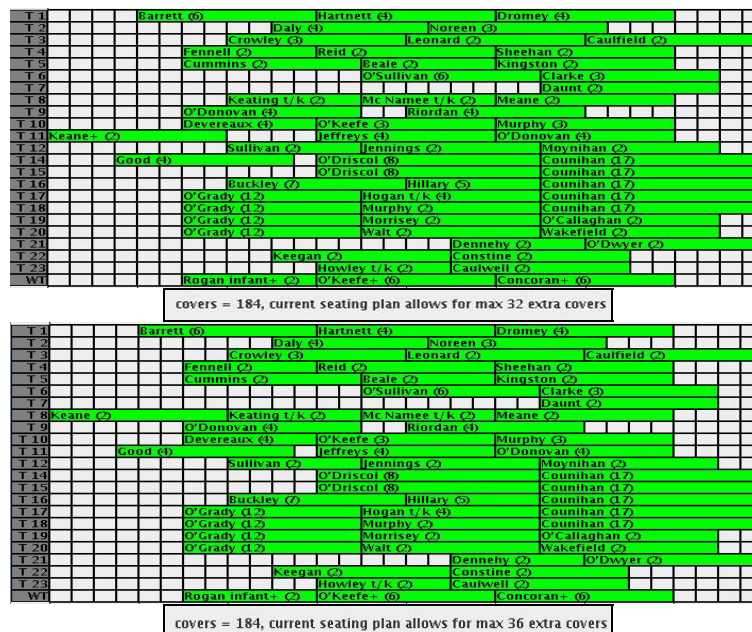 T 1 Barrett (6) Hartnett (4) Dromey (4)
T 2 Daly (4) Noreen (3)
T 3 Crowley (3) Leonard (2) Caulfield (2)
T 4 Fennell (2) Reid (2) Sheehan (2)
T 5 Cummins (2) Beale (2) Kingston (2)
T 6 O'Sullivan (6) Clarke (3)
T 7 Daunt (2)
T 8 Keating t/k (2) Mc Namee t/k (2) Meane (2)
T 9 O'Donovan (4) Riordan (4)
T 10 Devereaux (4) O'Keefe (3) Murphy (3)
T 11 Keane+ (2) Jeffreys (4) O'Donovan (4)
T 12 Sullivan (2) Jennings (2) Moynihan (2)
T 14 Good (4) O'Driscol (8) Counihan (17)
T 15 O'Driscol (8) Counihan (17)
T 16 Buckley (7) Hillary (5) Counihan (17)
T 17 O'Grady (12) Hogan t/k (4) Counihan (17)
T 18 O'Grady (12) Murphy (2) Counihan (17)
T 19 O'Grady (12) Morrisey (2) O'Callaghan (2)
T 20 O'Grady (12) Walt (2) Wakefield (2)
T 21 Dennehy (2) O'Dwyer (2)
T 22 Keegan (2) Constine (2)
T 23 Howley t/k (2) Caulwell (2)
WT Rogan infant+ (2) O'Keefe+ (6) Concoran+ (6)
covers = 184, current seating plan allows for max 32 extra covers
T 1 Barrett (6) Hartnett (4) Dromey (4)
T 2 Daly (4) Noreen (3)
T 3 Crowley (3) Leonard (2) Caulfield (2)
T 4 Fennell (2) Reid (2) Sheehan (2)
T 5 Cummins (2) Beale (2) Kingston (2)
T 6 O'Sullivan (6) Clarke (3)
T 7 Daunt (2)
T 8 Keane (2) Keating t/k (2) Mc Namee t/k (2) Meane (2)
T 9 O'Donovan (4) Riordan (4)
T 10 Devereaux (4) O'Keefe (3) Murphy (3)
T 11 Good (4) Jeffreys (4) O'Donovan (4)
T 12 Sullivan (2) Jennings (2) Moynihan (2)
T 14 O'Driscol (8) Counihan (17)
T 15 O'Driscol (8) Counihan (17)
T 16 Buckley (7) Hillary (5) Counihan (17)
T 17 O'Grady (12) Hogan t/k (4) Counihan (17)
T 18 O'Grady (12) Murphy (2) Counihan (17)
T 19 O'Grady (12) Morrisey (2) O'Callaghan (2)
T 20 O'Grady (12) Walt (2) Wakefield (2)
T 21 Dennehy (2) O'Dwyer (2)
T 22 Keegan (2) Constine (2)
T 23 Howley t/k (2) Caulwell (2)
WT Rogan infant+ (2) O'Keefe+ (6) Concoran+ (6)
covers = 184, current seating plan allows for max 36 extra covers